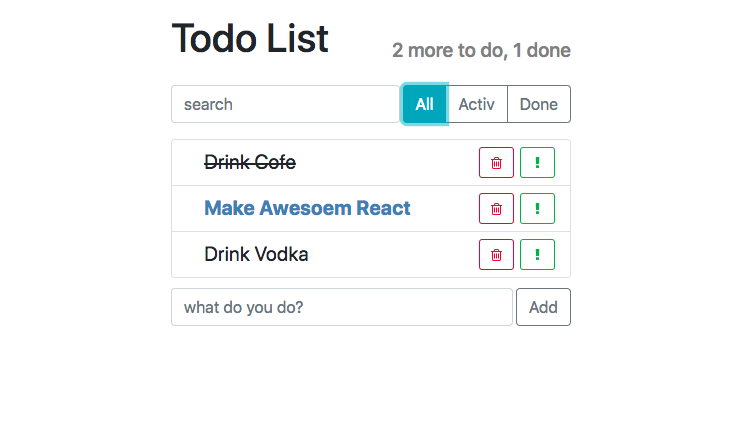 Todo List
2 more to do, 1 done
search
All
Activ
Done
Drink Cofe
!
Make Awesoem React
!
Drink Vodka
!
what do you do?
Add